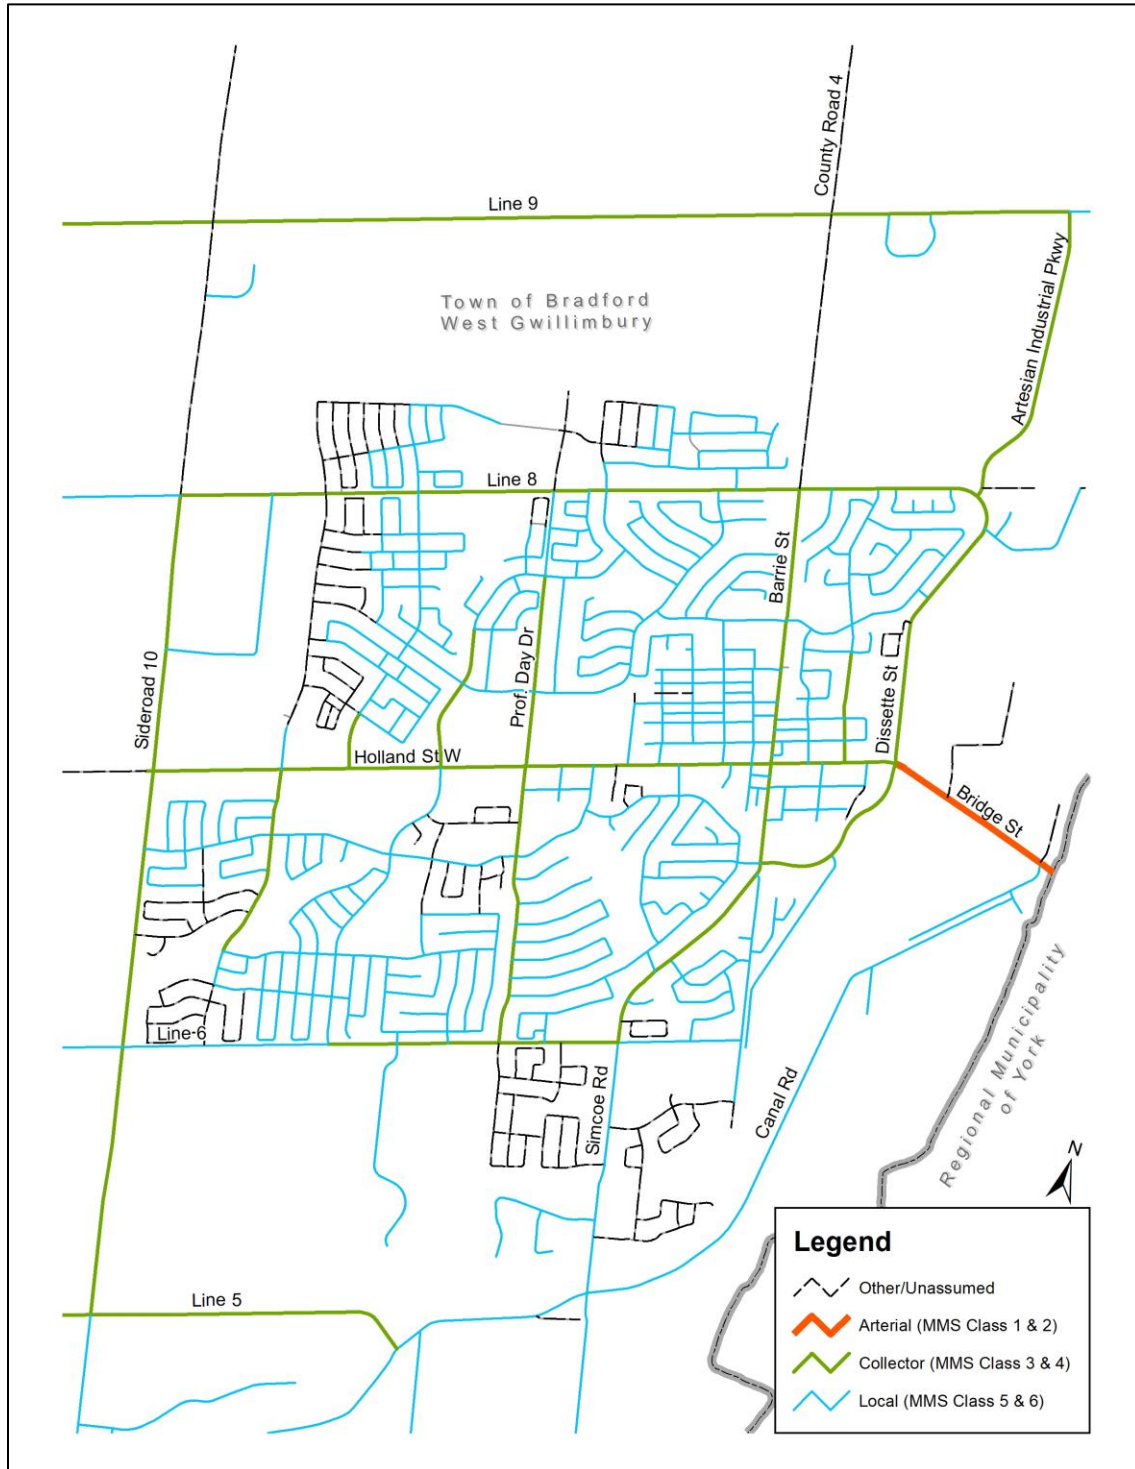 County Road 4
Line 9
Artesian Industrial Pkwy
Town of Bradford
West Gwillimbury
Line 8
Barrie St
Sideroad 10
Prof. Day Dr
Dissette St
Holland St W
Bridge St
Line 6
Regional Municipality
of York
Simcoe Rd
Canal Rd
N
Line 5
Legend
Other/Unassumed
Arterial (MMS Class 1 & 2)
Collector (MMS Class 3 & 4)
Local (MMS Class 5 & 6)